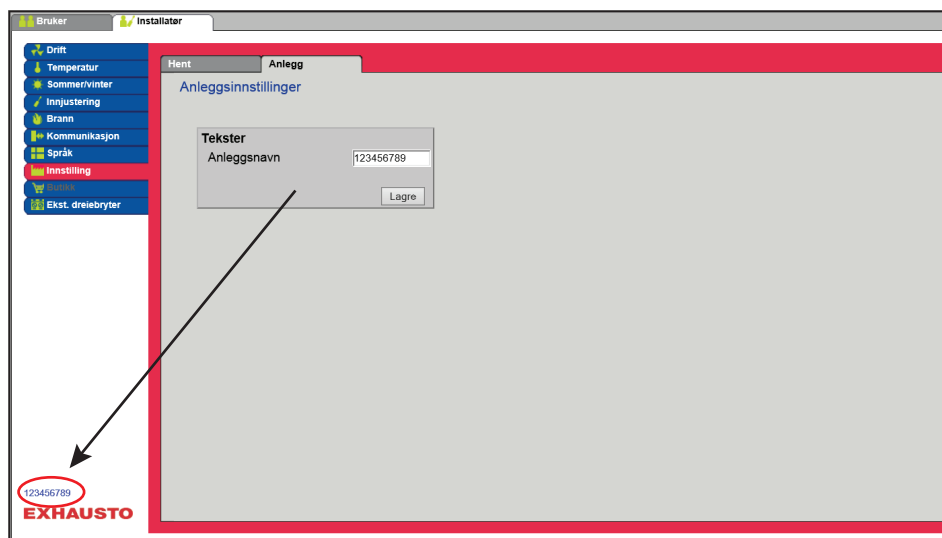 Bruker
Installatør
Drift
Temperatur
Sommer/vinter
Innjustering
Brann
Kommunikasjon
Språk
Innstilling
Butikk
Ekst. dreiebryter
Hent
Anlegg
Anleggsinnstillinger
Tekster
Anleggsnavn 123456789
Lagre
123456789
EXHAUSTO